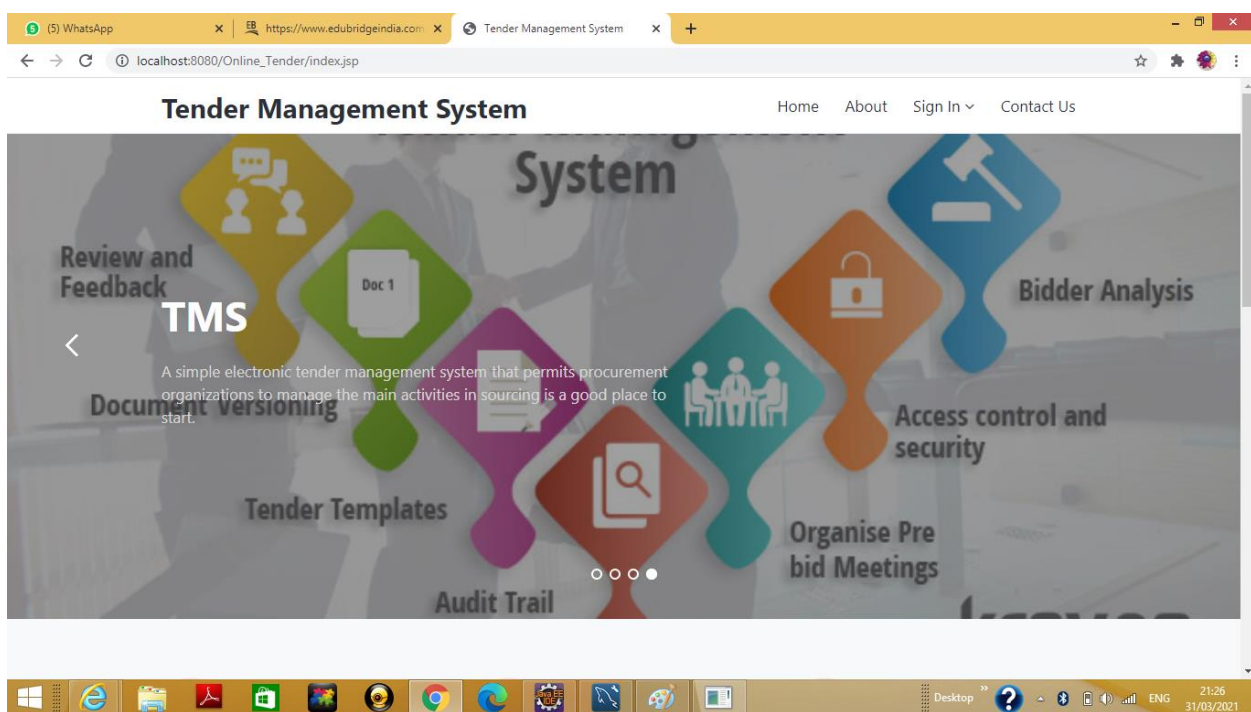 (5) WhatsApp
https://www.edubridgeindia.com
Tender Management System
localhost:8080/Online_Tender/index.jsp
Tender Management System
Home About Sign In Contact Us
System
Review and
Feedback
Doc 1
Bidder Analysis
TMS
A simple electronic tender management system that permits procurement
organizations to manage the main activities in sourcing is a good place to
start.
Document Versioning
Access control and
security
Tender Templates
Organise Pre
bid Meetings
Audit Trail
Desktop
ENG
21:26
31/03/2021